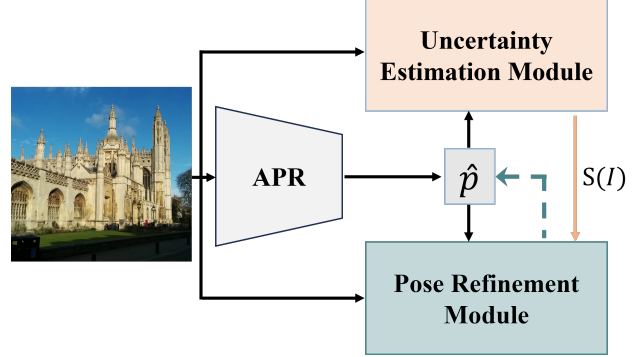 Uncertainty
Estimation Module
APR
p̂
S(I)
Pose Refinement
Module